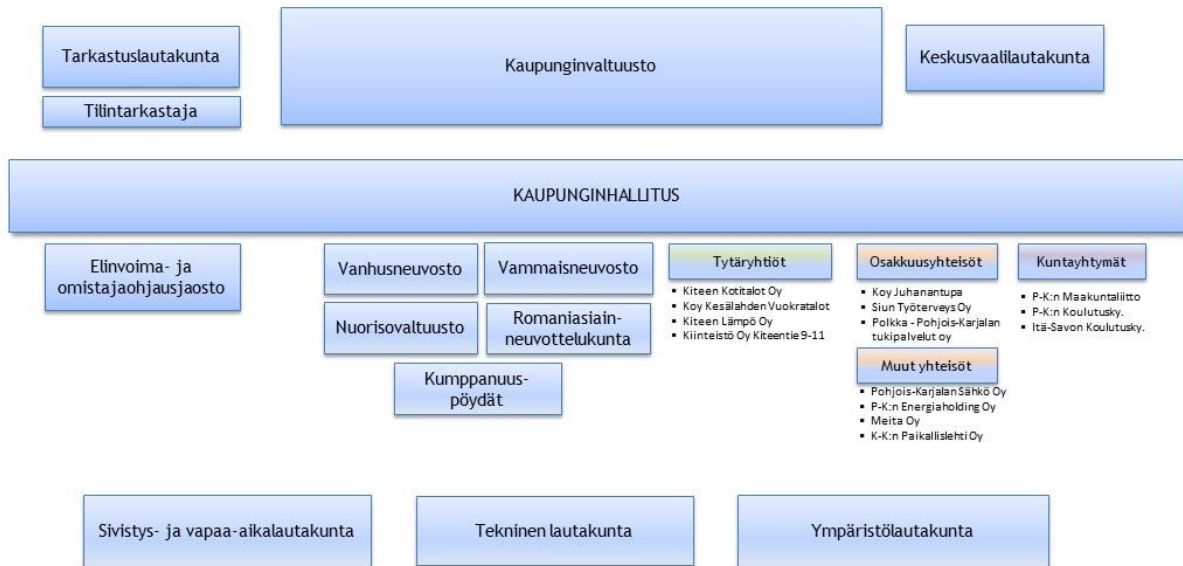 Tarkastuslautakunta
Tilintarkastaja
Kaupunginvaltuusto
Keskusvaalilautakunta
KAUPUNGINHALLITUS
Elinvoima- ja
omistajaohjausjaosto
Vanhusneuvosto
Vammaisneuvosto
Nuorisovaltuusto
Romaniasiain-
neuvottelukunta
Kumppanuus-
pöydät
Tytäryhtiöt
▪ Kiteen Kotitalot Oy
▪ Koy Kesälahden Vuokratalot
▪ Kiteen Lämpö Oy
▪ Kiinteistö Oy Kiteentie 9-11
Osakkuusyhteisöt
▪ Koy Juhanantupa
▪ Siun Työterveys Oy
▪ Polkka - Pohjois-Karjalan
tukipalvelut oy
Muut yhteisöt
▪ Pohjois-Karjalan Sähkö Oy
▪ P-K:n Energiaholding Oy
▪ Meita Oy
▪ K-K:n Paikallislehti Oy
Kuntayhtymät
▪ P-K:n Maakuntaliitto
▪ P-K:n Koulutusky.
▪ Itä-Savon Koulutusky.
Sivistys- ja vapaa-aikalautakunta
Tekninen lautakunta
Ympäristölautakunta